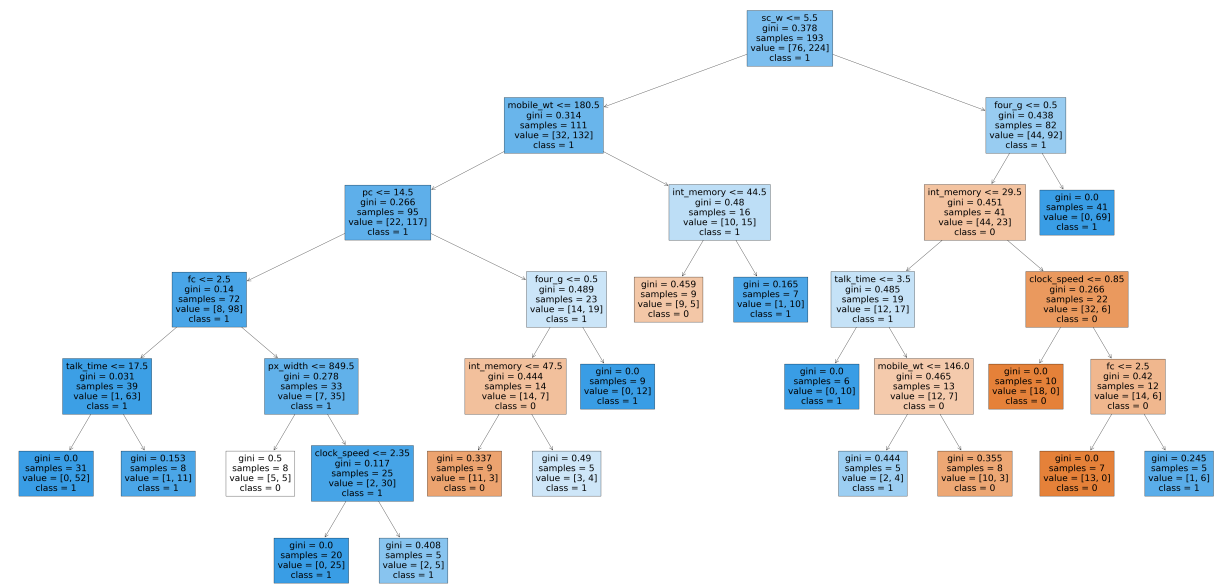 sc_w <= 5.5
gini = 0.378
samples = 193
value = [76, 224]
class = 1
mobile_wt <= 180.5
gini = 0.314
samples = 111
value = [32, 132]
class = 1
four_g <= 0.5
gini = 0.438
samples = 82
value = [44, 92]
class = 1
pc <= 14.5
gini = 0.266
samples = 95
value = [22, 117]
class = 1
int_memory <= 44.5
gini = 0.48
samples = 16
value = [10, 15]
class = 1
int_memory <= 29.5
gini = 0.451
samples = 41
value = [44, 23]
class = 0
gini = 0.0
samples = 41
value = [0, 69]
class = 1
fc <= 2.5
gini = 0.14
samples = 72
value = [8, 98]
class = 1
four_g <= 0.5
gini = 0.489
samples = 23
value = [14, 19]
class = 1
gini = 0.459
samples = 9
value = [9, 5]
class = 0
gini = 0.165
samples = 7
value = [1, 10]
class = 1
talk_time <= 3.5
gini = 0.485
samples = 19
value = [12, 17]
class = 1
clock_speed <= 0.85
gini = 0.266
samples = 22
value = [32, 6]
class = 0
talk_time <= 17.5
gini = 0.031
samples = 39
value = [1, 63]
class = 1
px_width <= 849.5
gini = 0.278
samples = 33
value = [7, 35]
class = 1
int_memory <= 47.5
gini = 0.444
samples = 14
value = [14, 7]
class = 0
gini = 0.0
samples = 9
value = [0, 12]
class = 1
gini = 0.0
samples = 6
value = [0, 10]
class = 1
mobile_wt <= 146.0
gini = 0.465
samples = 13
value = [12, 7]
class = 0
gini = 0.0
samples = 10
value = [18, 0]
class = 0
fc <= 2.5
gini = 0.42
samples = 12
value = [14, 6]
class = 0
gini = 0.0
samples = 31
value = [0, 52]
class = 1
gini = 0.153
samples = 8
value = [1, 11]
class = 1
gini = 0.5
samples = 8
value = [5, 5]
class = 0
clock_speed <= 2.35
gini = 0.117
samples = 25
value = [2, 30]
class = 1
gini = 0.337
samples = 9
value = [11, 3]
class = 0
gini = 0.49
samples = 5
value = [3, 4]
class = 1
gini = 0.444
samples = 5
value = [2, 4]
class = 1
gini = 0.355
samples = 8
value = [10, 3]
class = 0
gini = 0.0
samples = 7
value = [13, 0]
class = 0
gini = 0.245
samples = 5
value = [1, 6]
class = 1
gini = 0.0
samples = 20
value = [0, 25]
class = 1
gini = 0.408
samples = 5
value = [2, 5]
class = 1